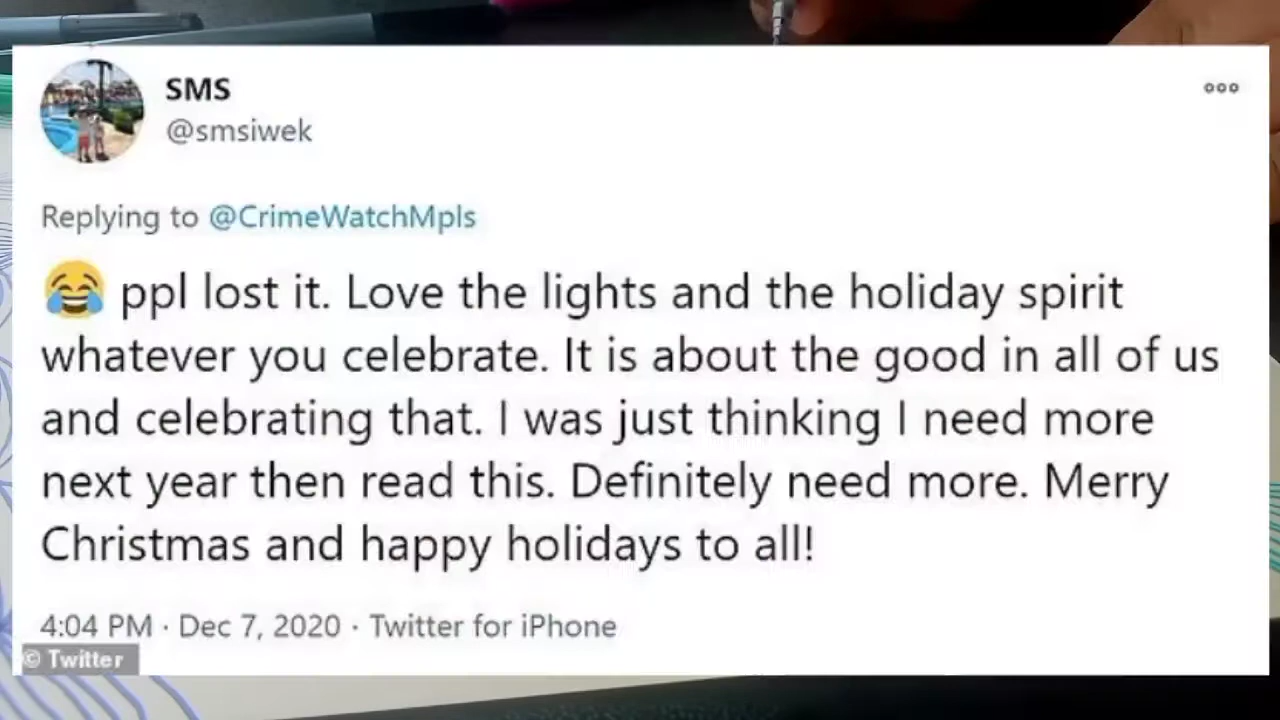 SMS
@smsiwek
Replying to @CrimeWatchMpls
😂 ppl lost it. Love the lights and the holiday spirit
whatever you celebrate. It is about the good in all of us
and celebrating that. I was just thinking I need more
next year then read this. Definitely need more. Merry
Christmas and happy holidays to all!
4:04 PM · Dec 7, 2020 · Twitter for iPhone
© Twitter